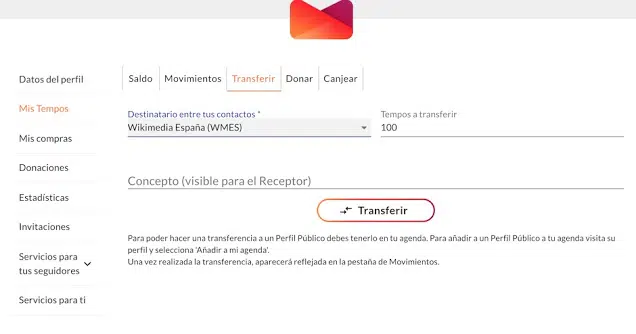 Datos del perfil
Mis Tempos
Mis compras
Donaciones
Estadísticas
Invitaciones
Servicios para
tus seguidores
Servicios para ti
Saldo Movimientos Transferir Donar Canjear
Destinatario entre tus contactos *
Wikimedia España (WMES)
Tempos a transferir
100
Concepto (visible para el Receptor)
Transferir
Para poder hacer una transferencia a un Perfil Público debes tenerlo en tu agenda. Para añadir a un Perfil Público a tu agenda visita su
perfil y selecciona 'Añadir a mi agenda'.
Una vez realizada la transferencia, aparecerá reflejada en la pestaña de Movimientos.